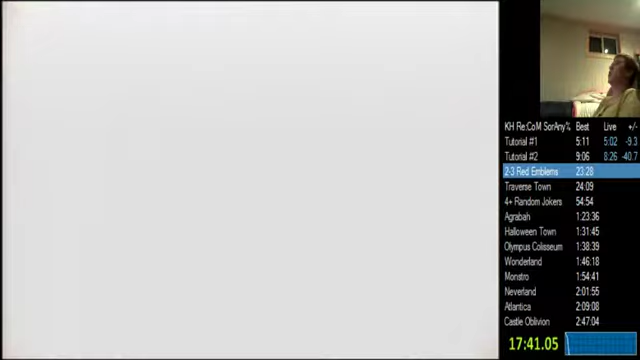 KH Re:CoM SorAny% Best Live +/-
Tutorial #1 5:11 5:02 -9.3
Tutorial #2 9:06 8:26 -40.7
2-3 Red Emblems 23:28
Traverse Town 24:09
4+ Random Jokers 54:54
Agrabah 1:23:36
Halloween Town 1:31:45
Olympus Colisseum 1:38:39
Wonderland 1:46:18
Monstro 1:54:41
Neverland 2:01:55
Atlantica 2:09:08
Castle Oblivion 2:47:04
17:41.05